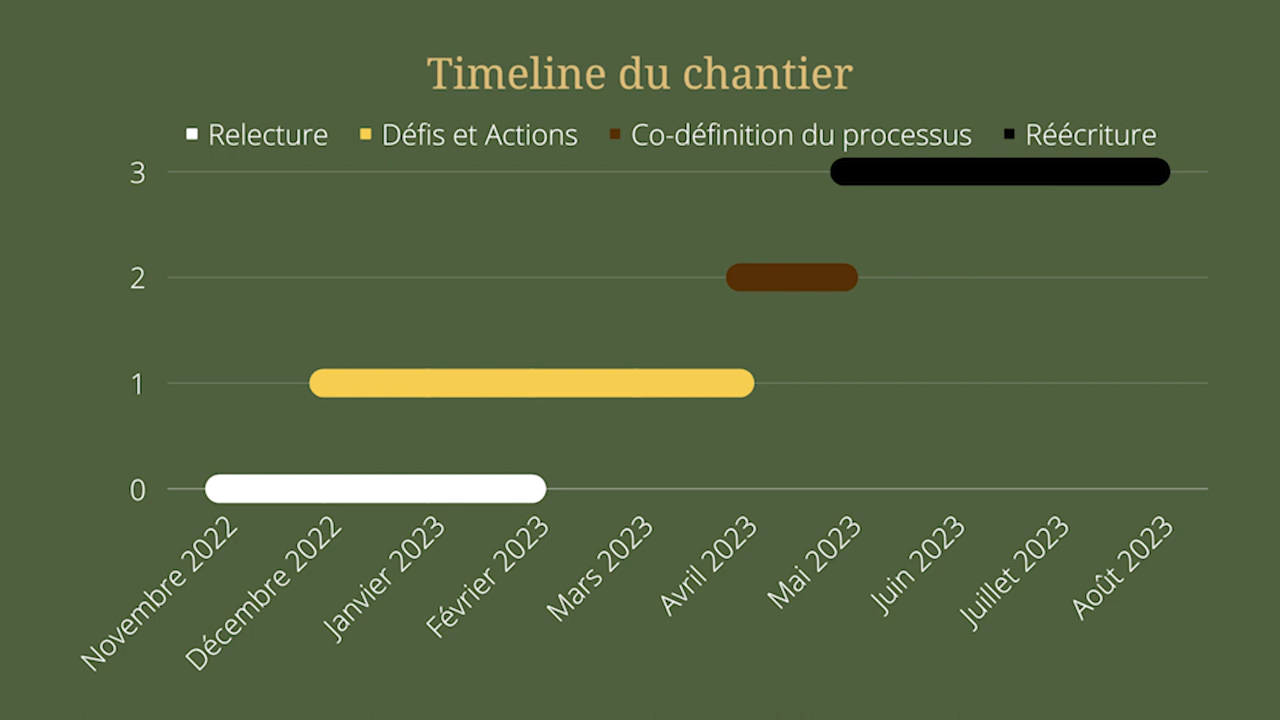 Timeline du chantier
Relecture Défis et Actions Co-définition du processus Réécriture
3
2
1
0
Novembre 2022
Décembre 2022
Janvier 2023
Février 2023
Mars 2023
Avril 2023
Mai 2023
Juin 2023
Juillet 2023
Août 2023